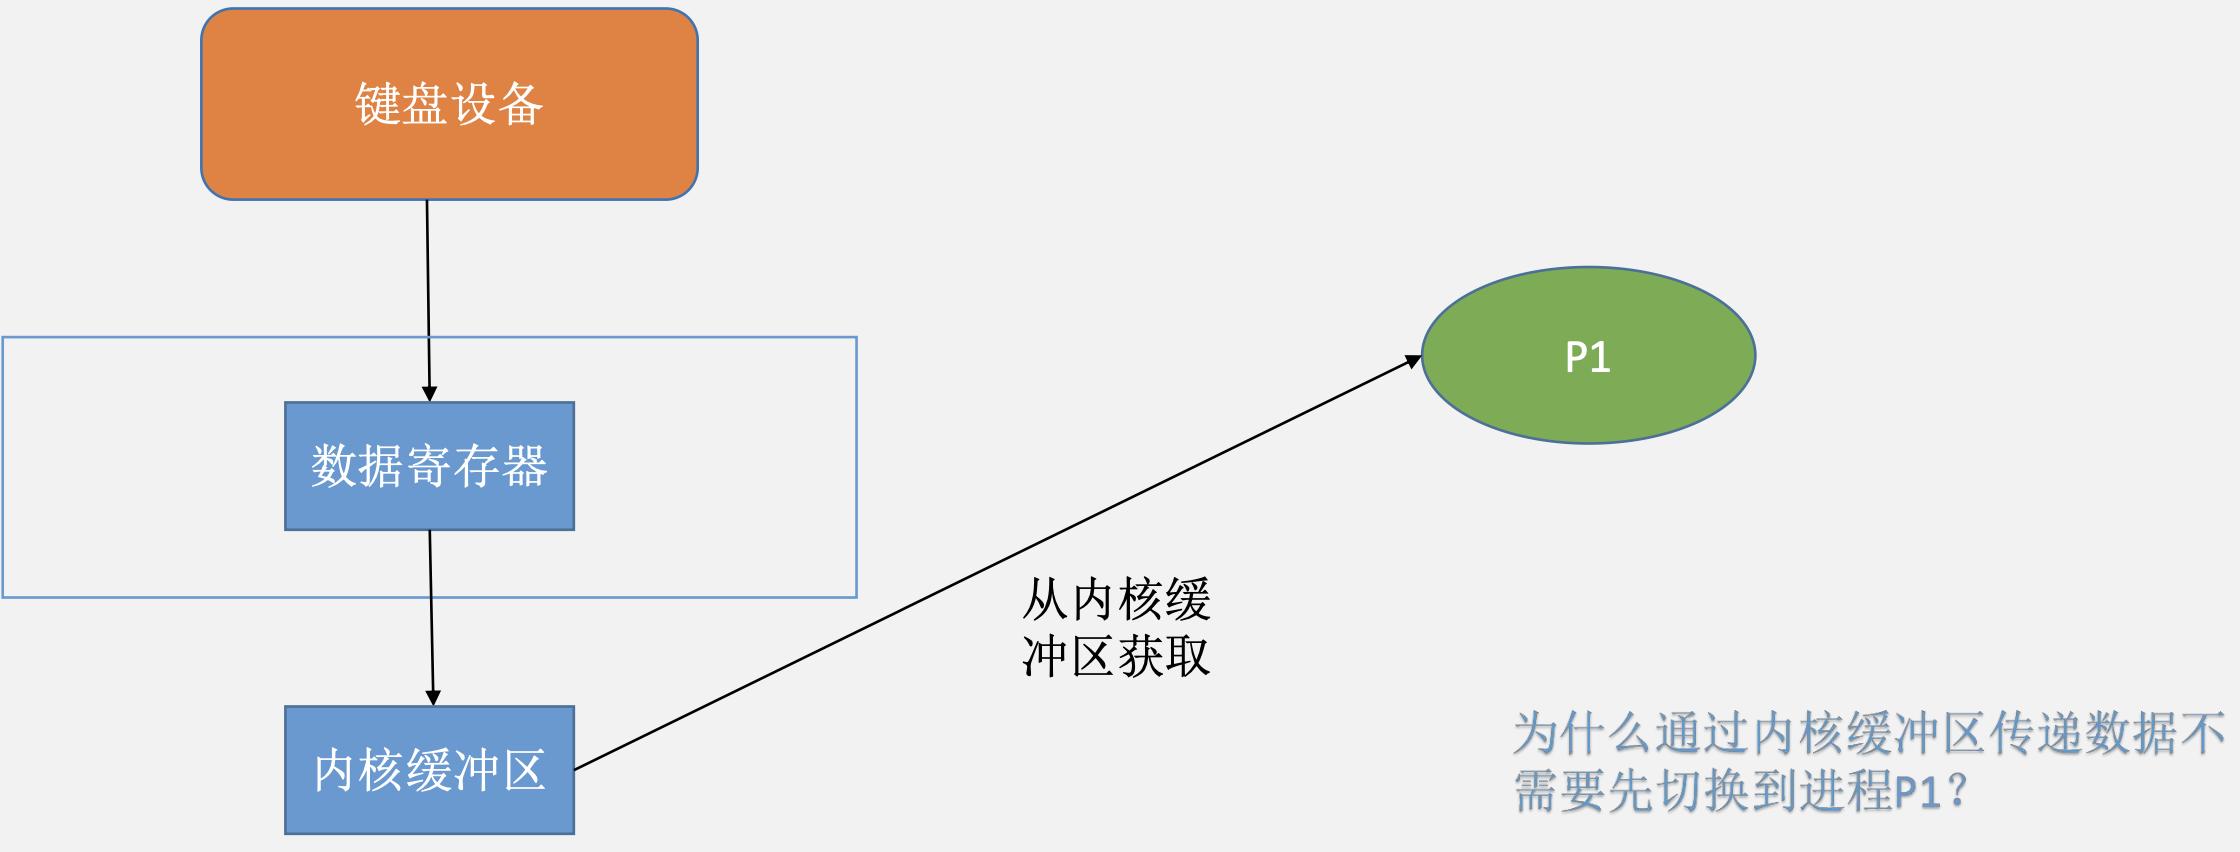 键盘设备
P1
数据寄存器
从内核缓
冲区获取
内核缓冲区
为什么通过内核缓冲区传递数据不
需要先切换到进程P1？